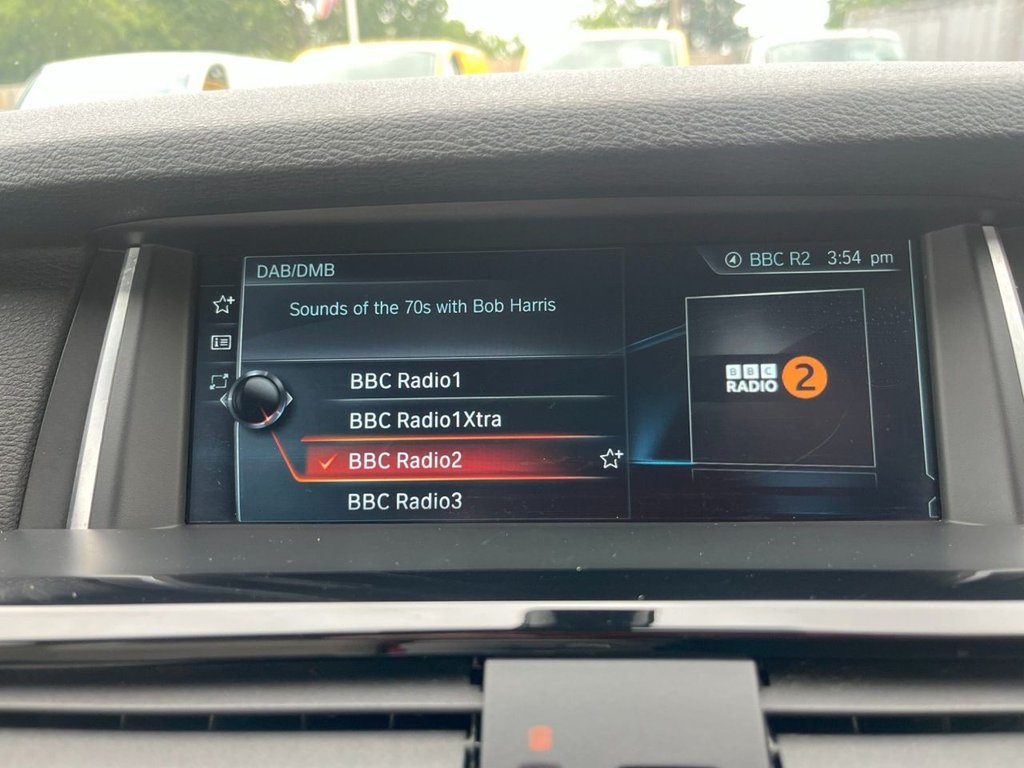 DAB/DMB
BBC R2 3:54 pm
Sounds of the 70s with Bob Harris
BBC Radio1
BBC Radio1Xtra
BBC Radio2
BBC Radio3
BBC
RADIO 2